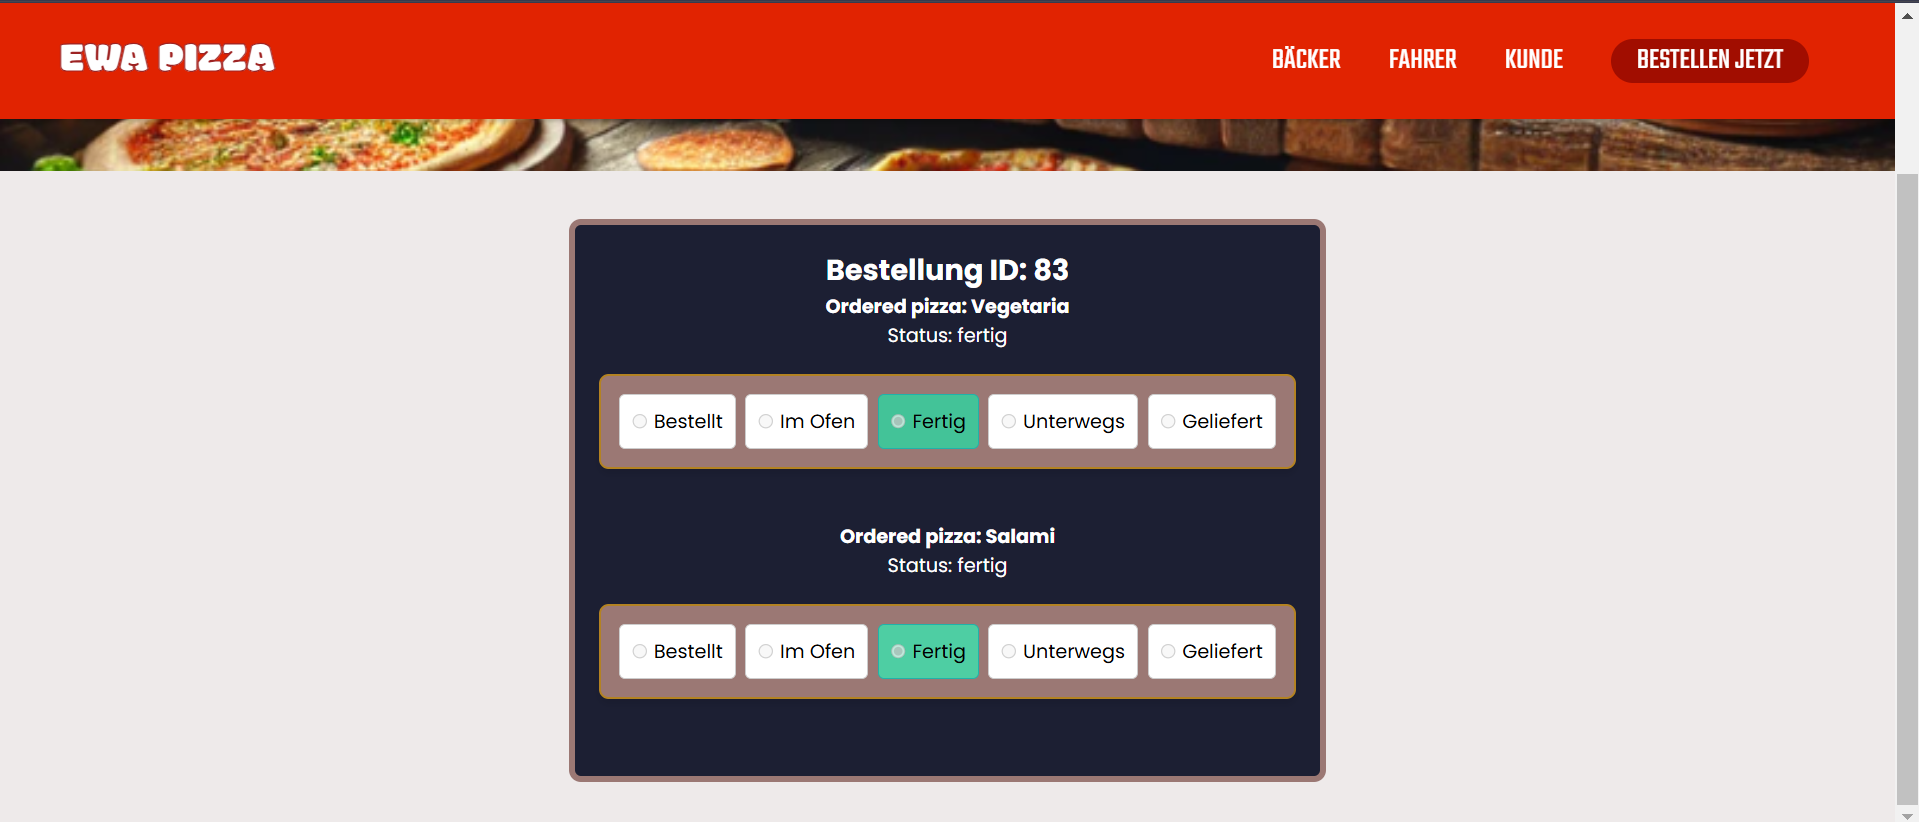 EWA PIZZA
BÄCKER FAHRER KUNDE BESTELLEN JETZT
Bestellung ID: 83
Ordered pizza: Vegetaria
Status: fertig
Bestellt Im Ofen Fertig Unterwegs Geliefert
Ordered pizza: Salami
Status: fertig
Bestellt Im Ofen Fertig Unterwegs Geliefert